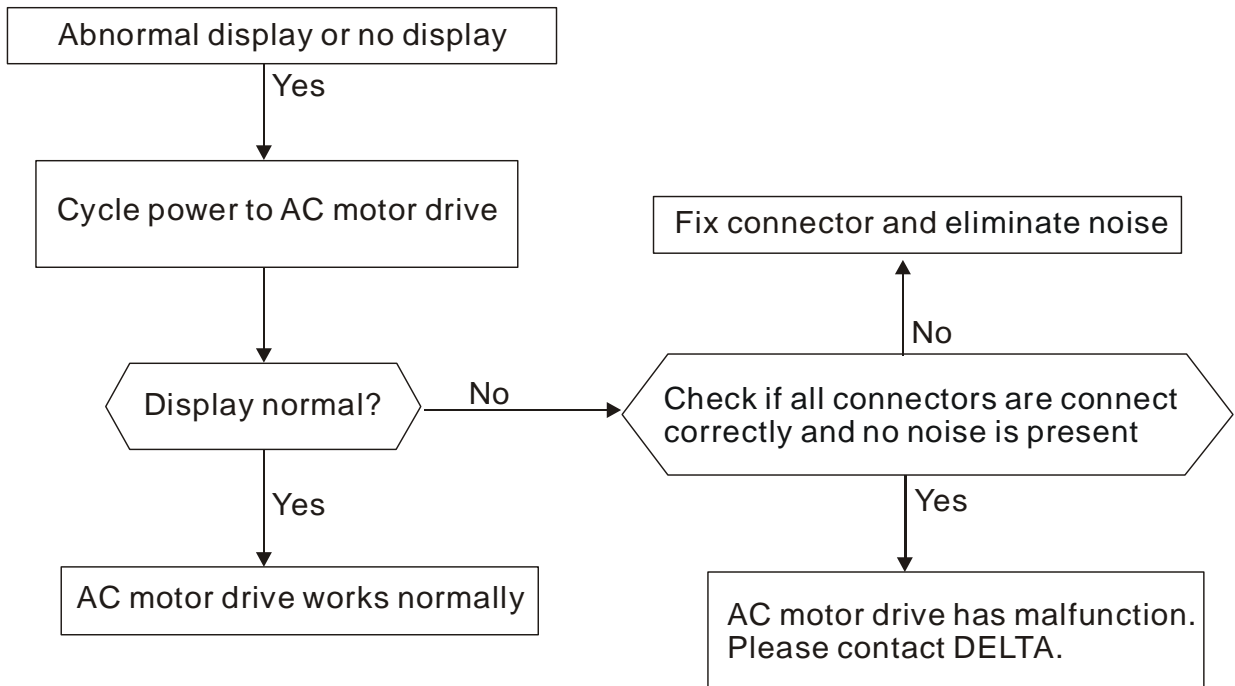 Abnormal display or no display
Yes
Cycle power to AC motor drive
Display normal?
No
Yes
AC motor drive works normally
Fix connector and eliminate noise
No
Check if all connectors are connect
correctly and no noise is present
Yes
AC motor drive has malfunction.
Please contact DELTA.